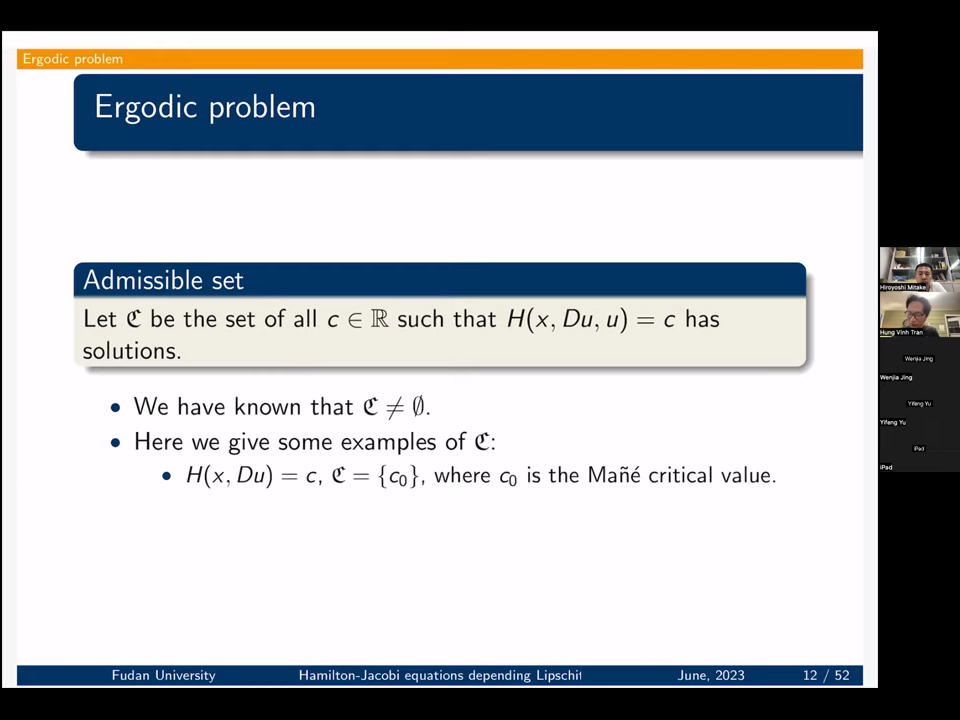 Ergodic problem
Ergodic problem
Admissible set
Let ℭ be the set of all c ∈ ℝ such that H(x, Du, u) = c has
solutions.
• We have known that ℭ ≠ ∅.
• Here we give some examples of ℭ:
• H(x, Du) = c, ℭ = {c₀}, where c₀ is the Mañé critical value.
Fudan University Hamilton-Jacobi equations depending Lipschit June, 2023 12 / 52
Hiroyoshi Mitake
Hung Vinh Tran
Wenjia Jing
Wenjia Jing
Yifeng Yu
Yifeng Yu
iPad
iPad